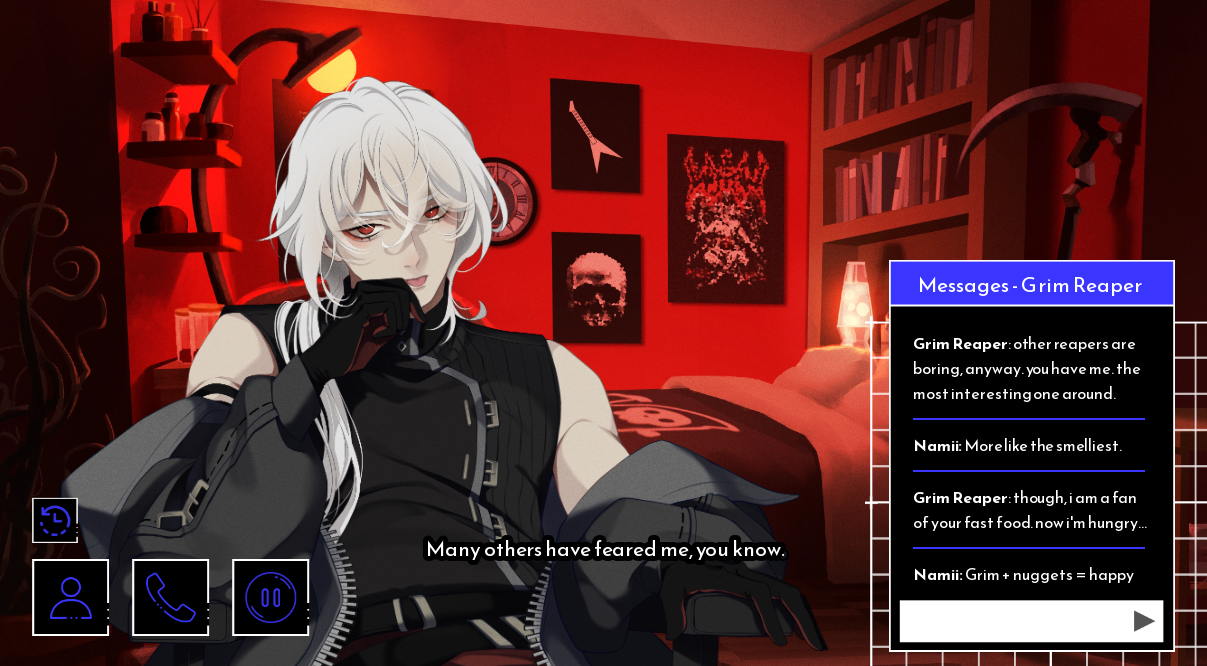 Messages - Grim Reaper
Grim Reaper: other reapers are
boring, anyway. you have me. the
most interesting one around.
Namii: More like the smelliest.
Grim Reaper: though, i am a fan
of your fast food. now i'm hungry...
Namii: Grim + nuggets = happy
Many others have feared me, you know.